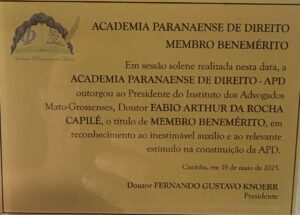 ACADEMIA PARANAENSE DE DIREITO
MEMBRO BENEMÉRITO
Em sessão solene realizada nesta data, a
ACADEMIA PARANAENSE DE DIREITO - APD
outorgou ao Presidente do Instituto dos Advogados
Mato-Grossenses, Doutor FABIO ARTHUR DA ROCHA
CAPILÉ, o título de MEMBRO BENEMÉRITO, em
reconhecimento ao inestimável auxílio e ao relevante
estímulo na constituição da APD.
Curitiba, em 19 de maio de 2025.
Doutor FERNANDO GUSTAVO KNOERR
Presidente